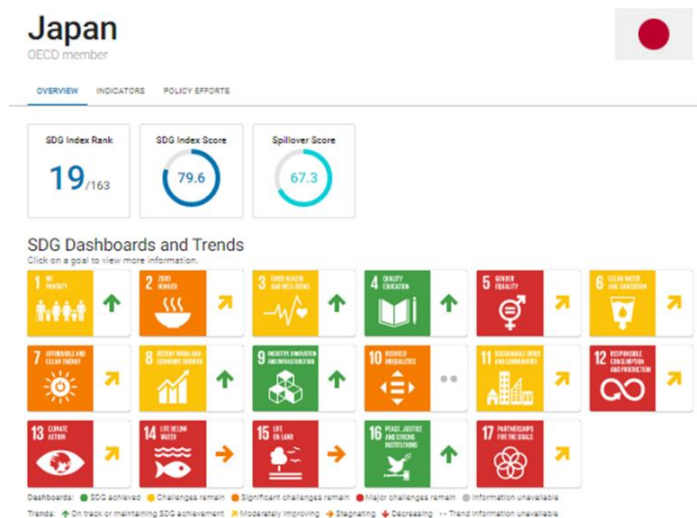 Japan
OECD member
OVERVIEW INDICATORS POLICY EFFORTS
SDG Index Rank SDG Index Score Spillover Score
19/163 79.6 67.3
SDG Dashboards and Trends
Click on a goal to view more information.
1 NO POVERTY
2 ZERO HUNGER
3 GOOD HEALTH AND WELL-BEING
4 QUALITY EDUCATION
5 GENDER EQUALITY
6 CLEAN WATER AND SANITATION
7 AFFORDABLE AND CLEAN ENERGY
8 DECENT WORK AND ECONOMIC GROWTH
9 INDUSTRY, INNOVATION AND INFRASTRUCTURE
10 REDUCED INEQUALITIES
11 SUSTAINABLE CITIES AND COMMUNITIES
12 RESPONSIBLE CONSUMPTION AND PRODUCTION
13 CLIMATE ACTION
14 LIFE BELOW WATER
15 LIFE ON LAND
16 PEACE, JUSTICE AND STRONG INSTITUTIONS
17 PARTNERSHIPS FOR THE GOALS
Dashboards: SDG achieved Challenges remain Significant challenges remain Major challenges remain Information unavailable
Trends: On track or maintaining SDG achievement Moderately improving Stagnating Decreasing Trend information unavailable